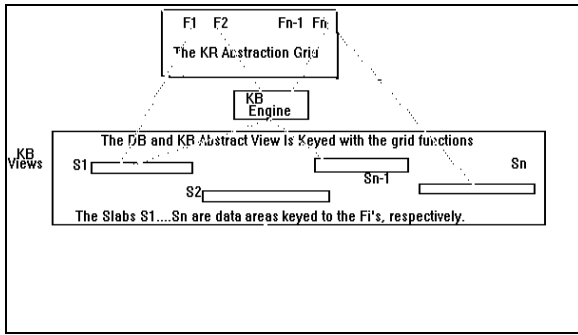 F1 F2 Fn-1 Fn
The KR Abstraction Grid
KB
Engine
The DB and KB Abstract View Is Keyed with the grid functions
KB
Views
S1
Sn
Sn-1
S2
The Slabs S1....Sn are data areas keyed to the Fi's, respectively.